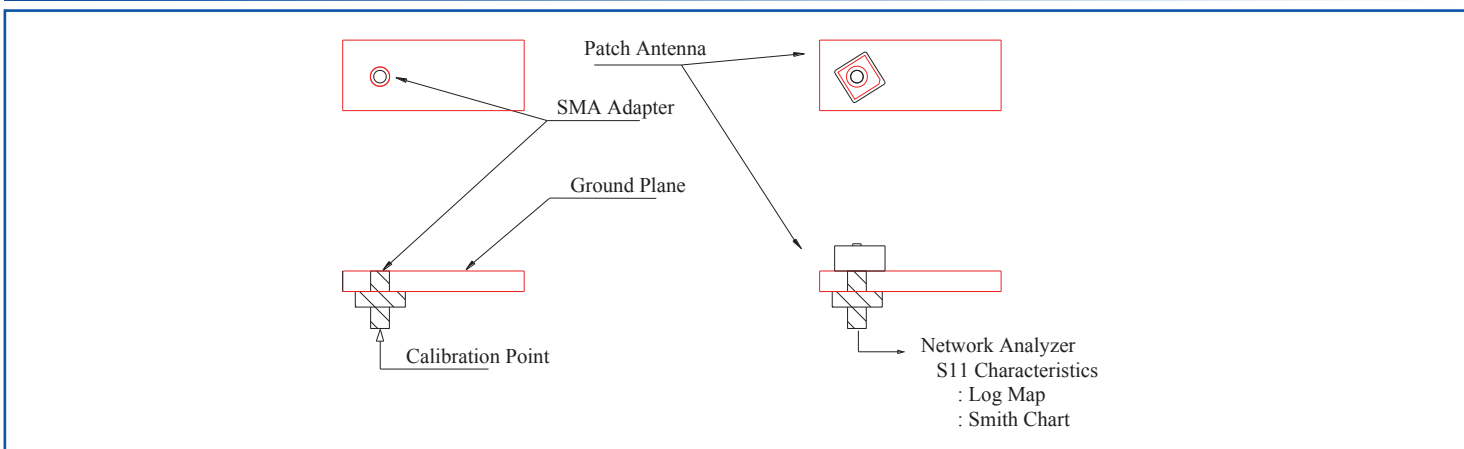 Patch Antenna
SMA Adapter
Ground Plane
Calibration Point
Network Analyzer
S11 Characteristics
: Log Map
: Smith Chart